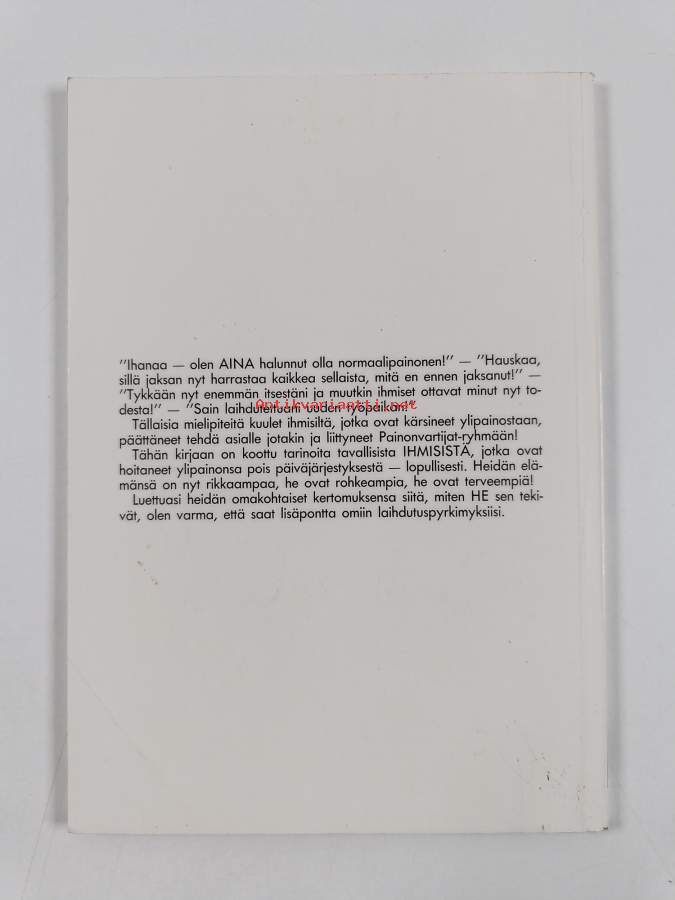 "Ihanaa — olen AINA halunnut olla normaalipainonen!" — "Hauskaa,
sillä jaksan nyt harrastaa kaikkea sellaista, mitä en ennen jaksanut!" —
"Tykkään nyt enemmän itsestäni ja muutkin ihmiset ottavat minut nyt to-
desta!" — "Sain laihduteltuani uuden työpaikan!"
Antikvariantti.net
Tällaisia mielipiteitä kuulet ihmisiltä, jotka ovat kärsineet ylipainostaan,
päättäneet tehdä asialle jotakin ja liittyneet Painonvartijat-ryhmään!
Tähän kirjaan on koottu tarinoita tavallisista IHMISISTÄ, jotka ovat
hoitaneet ylipainonsa pois päiväjärjestyksestä — lopullisesti. Heidän elä-
mänsä on nyt rikkaampaa, he ovat rohkeampia, he ovat terveempiä!
Luettuasi heidän omakohtaiset kertomuksensa siitä, miten HE sen teki-
vät, olen varma, että saat lisäpontta omiin laihdutuspyrkimyksiisi.